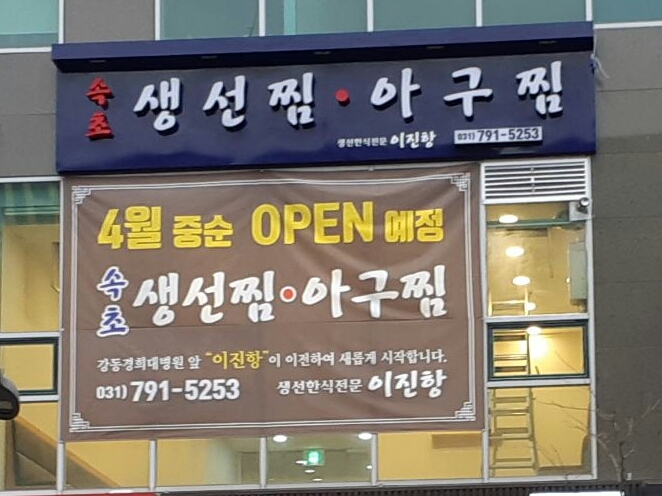 속초 생선찜·아구찜
생선한식전문 이진항 031) 791-5253
4월 중순 OPEN 예정
속초 생선찜·아구찜
강동경희대병원 앞 "이진항"이 이전하여 새롭게 시작합니다.
031) 791-5253 생선한식전문 이진항